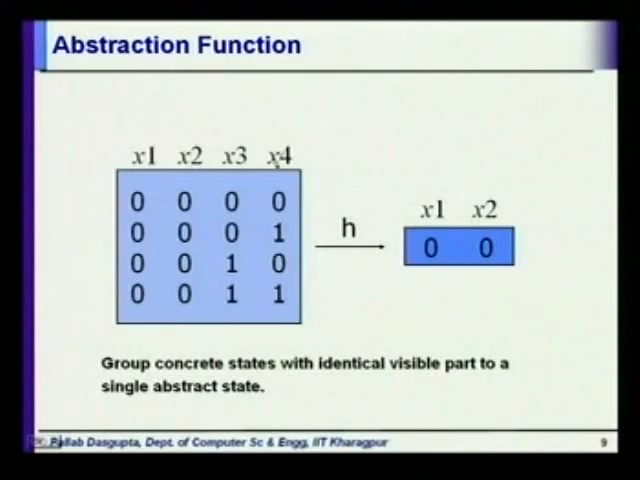 Abstraction Function
x1 x2 x3 x4
0 0 0 0
0 0 0 1
0 0 1 0
0 0 1 1
h
x1 x2
0 0
Group concrete states with identical visible part to a
single abstract state.
Pallab Dasgupta, Dept. of Computer Sc & Engg, IIT Kharagpur
9